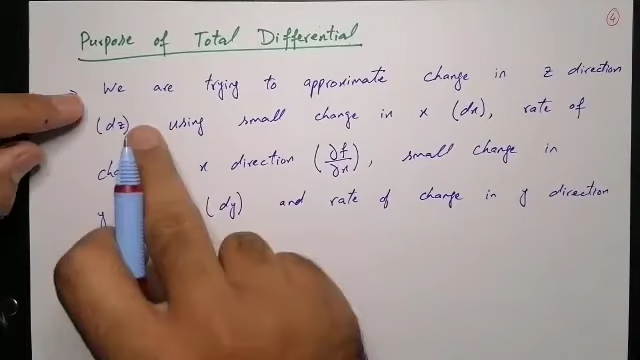 4
Purpose of Total Differential
We are trying to approximate change in z direction
(dz) using small change in x (dx), rate of
x direction (∂f/∂x), small change in
y (dy) and rate of change in y direction